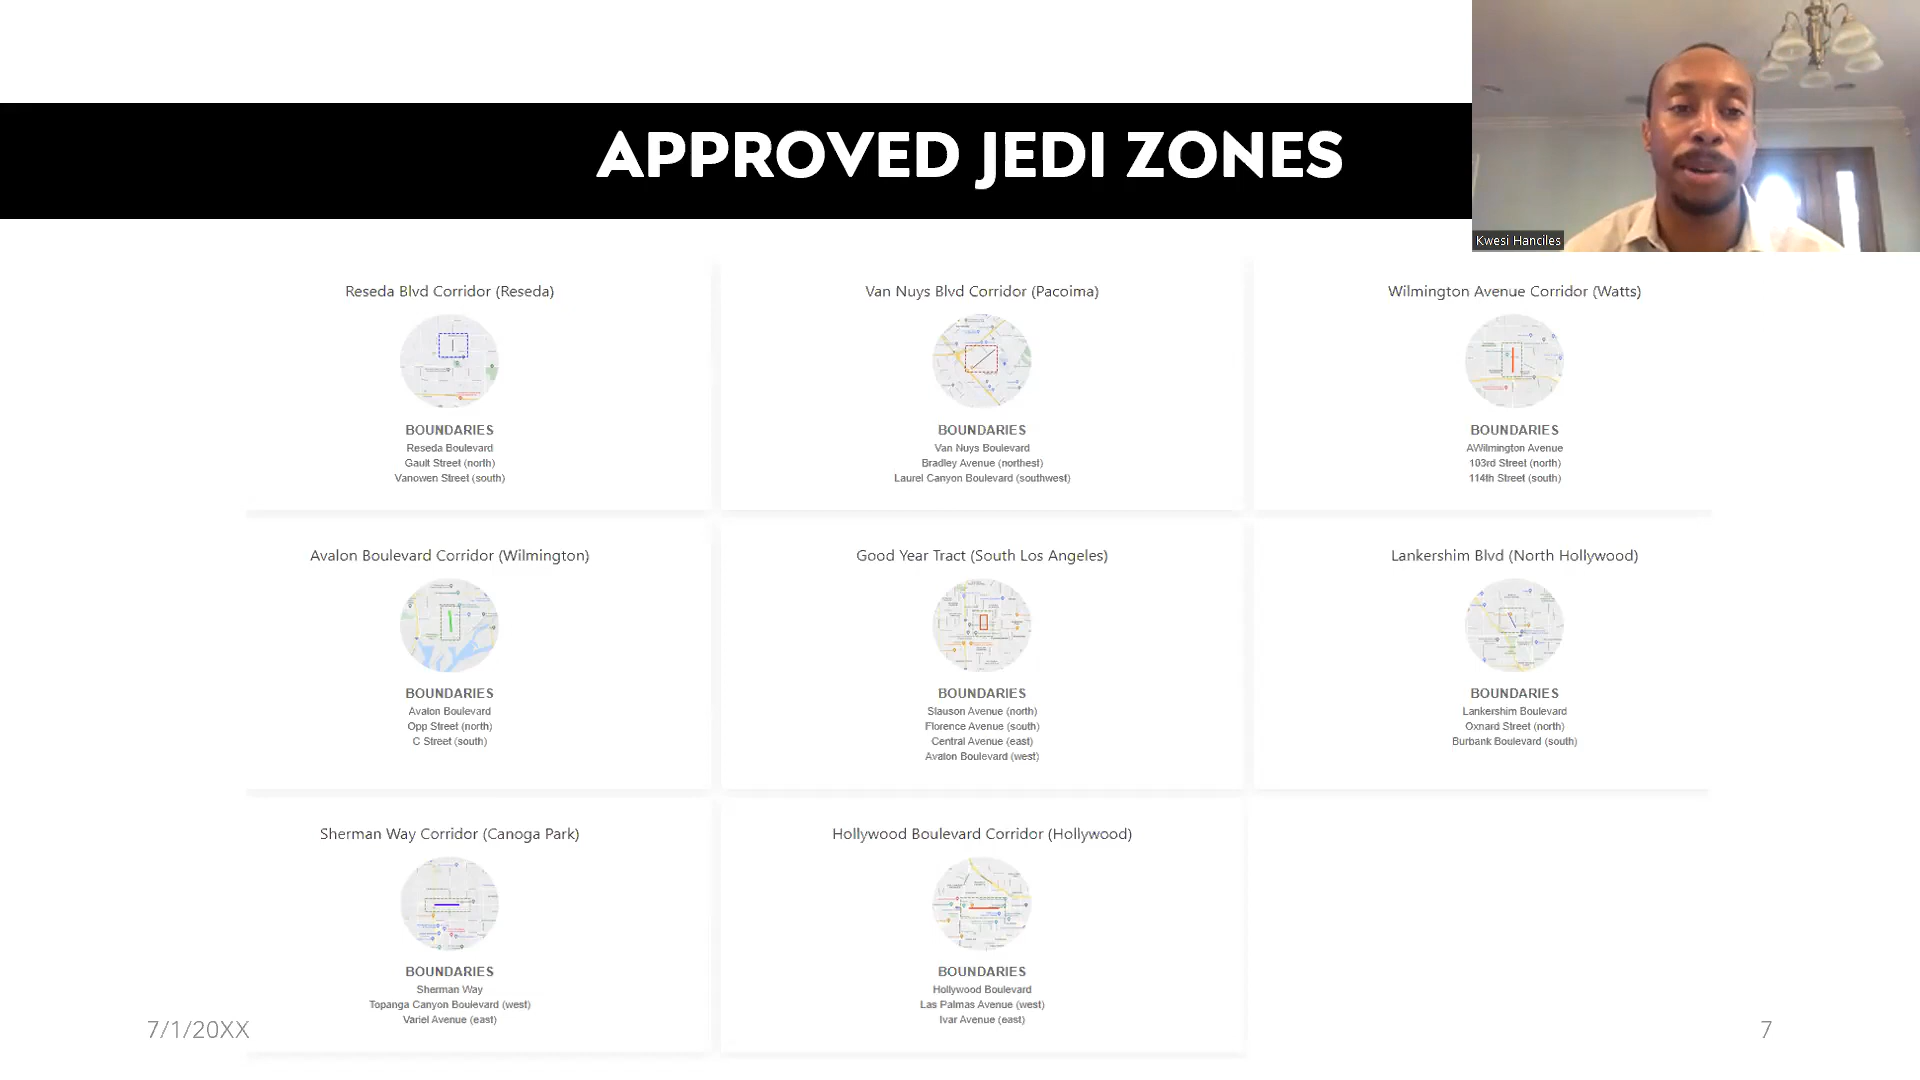 APPROVED JEDI ZONES
Kwesi Hanciles
Reseda Blvd Corridor (Reseda)
BOUNDARIES
Reseda Boulevard
Gault Street (north)
Vanowen Street (south)
Van Nuys Blvd Corridor (Pacoima)
BOUNDARIES
Van Nuys Boulevard
Bradley Avenue (northest)
Laurel Canyon Boulevard (southwest)
Wilmington Avenue Corridor (Watts)
BOUNDARIES
AWilmington Avenue
103rd Street (north)
114th Street (south)
Avalon Boulevard Corridor (Wilmington)
BOUNDARIES
Avalon Boulevard
Opp Street (north)
C Street (south)
Good Year Tract (South Los Angeles)
BOUNDARIES
Slauson Avenue (north)
Florence Avenue (south)
Central Avenue (east)
Avalon Boulevard (west)
Lankershim Blvd (North Hollywood)
BOUNDARIES
Lankershim Boulevard
Oxnard Street (north)
Burbank Boulevard (south)
Sherman Way Corridor (Canoga Park)
BOUNDARIES
Sherman Way
Topanga Canyon Boulevard (west)
Variel Avenue (east)
Hollywood Boulevard Corridor (Hollywood)
BOUNDARIES
Hollywood Boulevard
Las Palmas Avenue (west)
Ivar Avenue (east)
7/1/20XX
7